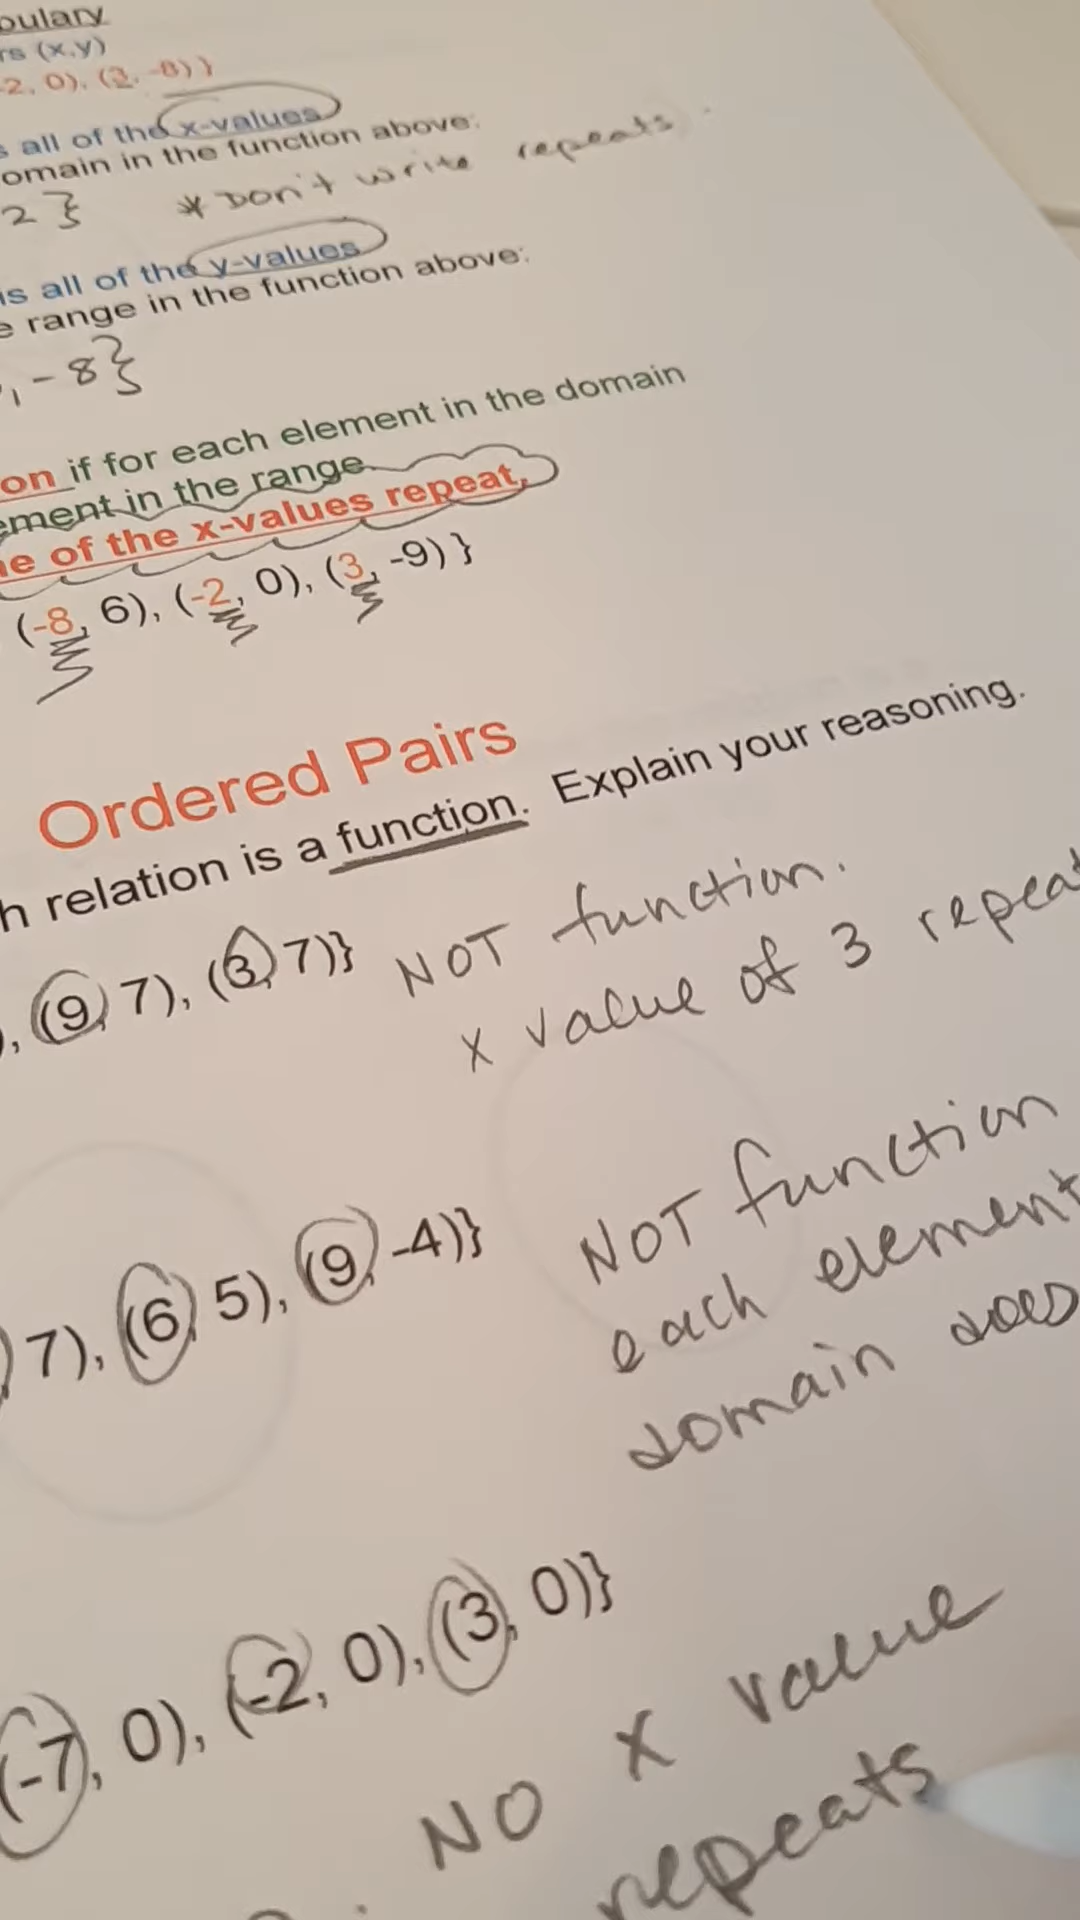 bulary
rs (x,y)
-2, 0), (3, -8) }
s all of the x-values
omain in the function above:
2 } * Don't write repeats.
is all of the y-values
e range in the function above:
, -8}
on if for each element in the domain
ement in the range.
ne of the x-values repeat.
(-8, 6), (-2, 0), (3, -9) }
Ordered Pairs
h relation is a function. Explain your reasoning.
), (9, 7), (3, 7)} NOT function.
x value of 3 repeat
) 7), (6, 5), (9, -4)} NOT function
each element
domain does
(-7, 0), (-2, 0), (3, 0)}
NO x value
repeats